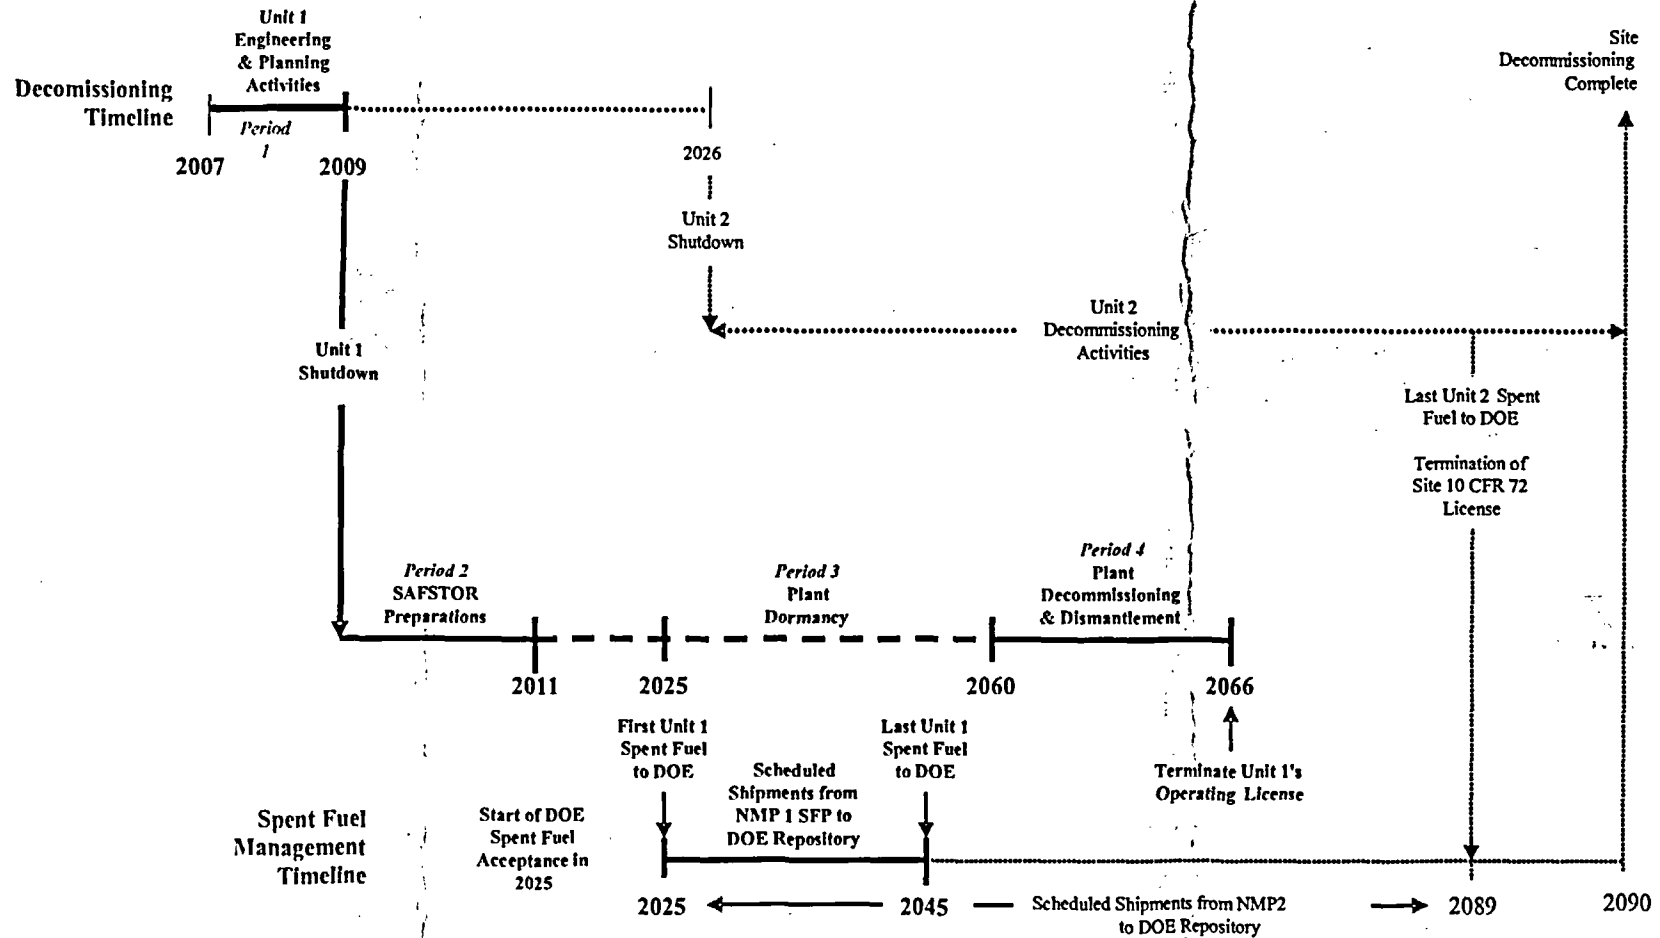 Unit 1
Engineering
& Planning
Activities
Decomissioning
Timeline
Period
1
2007
2009
2026
Unit 2
Shutdown
Site
Decommissioning
Complete
Unit 2
Decommissioning
Activities
Unit 1
Shutdown
Last Unit 2 Spent
Fuel to DOE
Termination of
Site 10 CFR 72
License
Period 2
SAFSTOR
Preparations
Period 3
Plant
Dormancy
Period 4
Plant
Decommissioning
& Dismantlement
2011
2025
2060
2066
First Unit 1
Spent Fuel
to DOE
Last Unit 1
Spent Fuel
to DOE
Scheduled
Shipments from
NMP 1 SFP to
DOE Repository
Terminate Unit 1's
Operating License
Spent Fuel
Management
Timeline
Start of DOE
Spent Fuel
Acceptance in
2025
2025
2045
Scheduled Shipments from NMP2
to DOE Repository
2089
2090